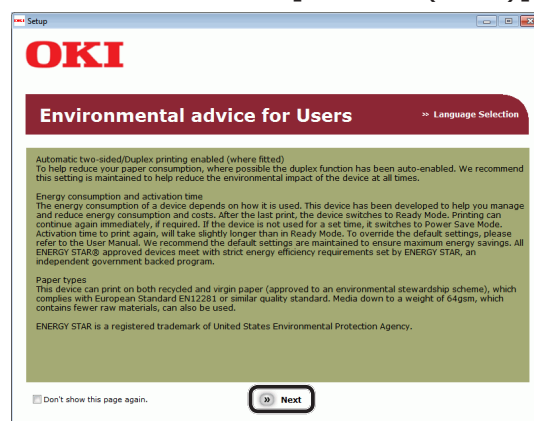 Setup
OKI
Environmental advice for Users
» Language Selection
Automatic two-sided/Duplex printing enabled (where fitted)
To help reduce your paper consumption, where possible the duplex function has been auto-enabled. We recommend
this setting is maintained to help reduce the environmental impact of the device at all times.
Energy consumption and activation time
The energy consumption of a device depends on how it is used. This device has been developed to help you manage
and reduce energy consumption and costs. After the last print, the device switches to Ready Mode. Printing can
continue again immediately, if required. If the device is not used for a set time, it switches to Power Save Mode.
Activation time to print again, will take slightly longer than in Ready Mode. To override the default settings, please
refer to the User Manual. We recommend the default settings are maintained to ensure maximum energy savings. All
ENERGY STAR® approved devices meet with strict energy efficiency requirements set by ENERGY STAR, an
independent government backed program.
Paper types
This device can print on both recycled and virgin paper (approved to an environmental stewardship scheme), which
complies with European Standard EN12281 or similar quality standard. Media down to a weight of 64gsm, which
contains fewer raw materials, can also be used.
ENERGY STAR is a registered trademark of United States Environmental Protection Agency.
Don't show this page again.
» Next